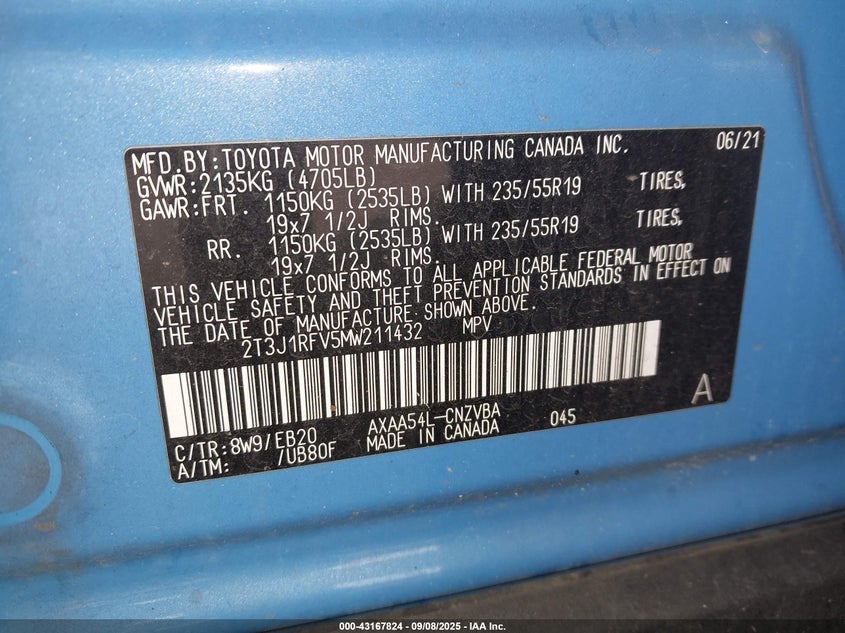 MFD.BY:TOYOTA MOTOR MANUFACTURING CANADA INC. 06/21
GVWR:2135KG (4705LB)
GAWR:FRT. 1150KG (2535LB) WITH 235/55R19 TIRES,
19x7 1/2J RIMS.
RR. 1150KG (2535LB) WITH 235/55R19 TIRES,
19x7 1/2J RIMS.
THIS VEHICLE CONFORMS TO ALL APPLICABLE FEDERAL MOTOR
VEHICLE SAFETY AND THEFT PREVENTION STANDARDS IN EFFECT ON
THE DATE OF MANUFACTURE SHOWN ABOVE.
2T3J1RFV5MW211432 MPV
A
C/TR:8W9/EB20 AXAA54L-CNZVBA 045
A/TM: /UB80F MADE IN CANADA
000-43167824 - 09/08/2025 - IAA Inc.